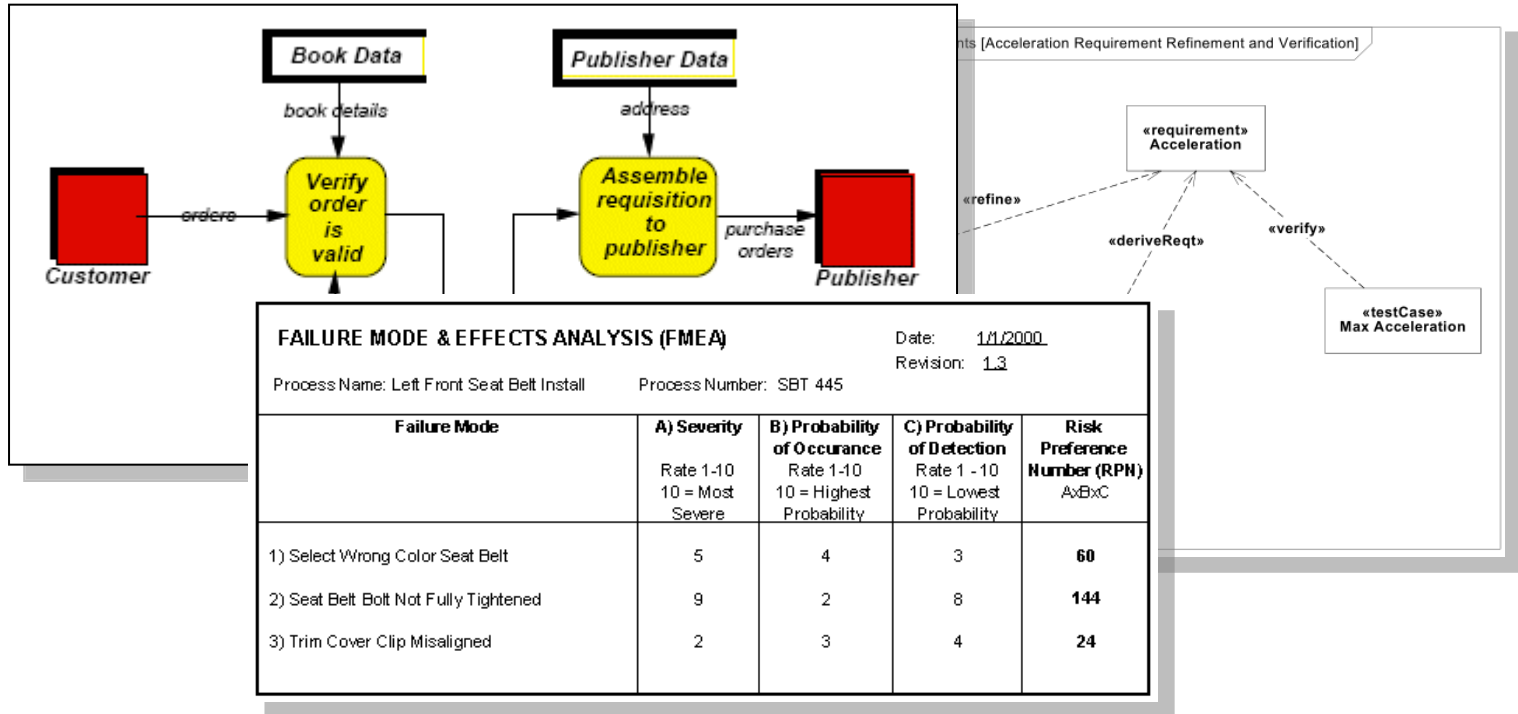 Book Data
Publisher Data
book details
address
Customer
orders
Verify
order
is
valid
Assemble
requisition
to
publisher
purchase
orders
Publisher
[Acceleration Requirement Refinement and Verification]
«requirement»
Acceleration
«refine»
«deriveReqt»
«verify»
«testCase»
Max Acceleration
FAILURE MODE & EFFECTS ANALYSIS (FMEA)
Date: 1/1/2000
Revision: 1.3
Process Name: Left Front Seat Belt Install Process Number: SBT 445
Failure Mode
A) Severity
Rate 1-10
10 = Most
Severe
B) Probability
of Occurance
Rate 1-10
10 = Highest
Probability
C) Probability
of Detection
Rate 1 - 10
10 = Lowest
Probability
Risk
Preference
Number (RPN)
AxBxC
1) Select Wrong Color Seat Belt 5 4 3 60
2) Seat Belt Bolt Not Fully Tightened 9 2 8 144
3) Trim Cover Clip Misaligned 2 3 4 24